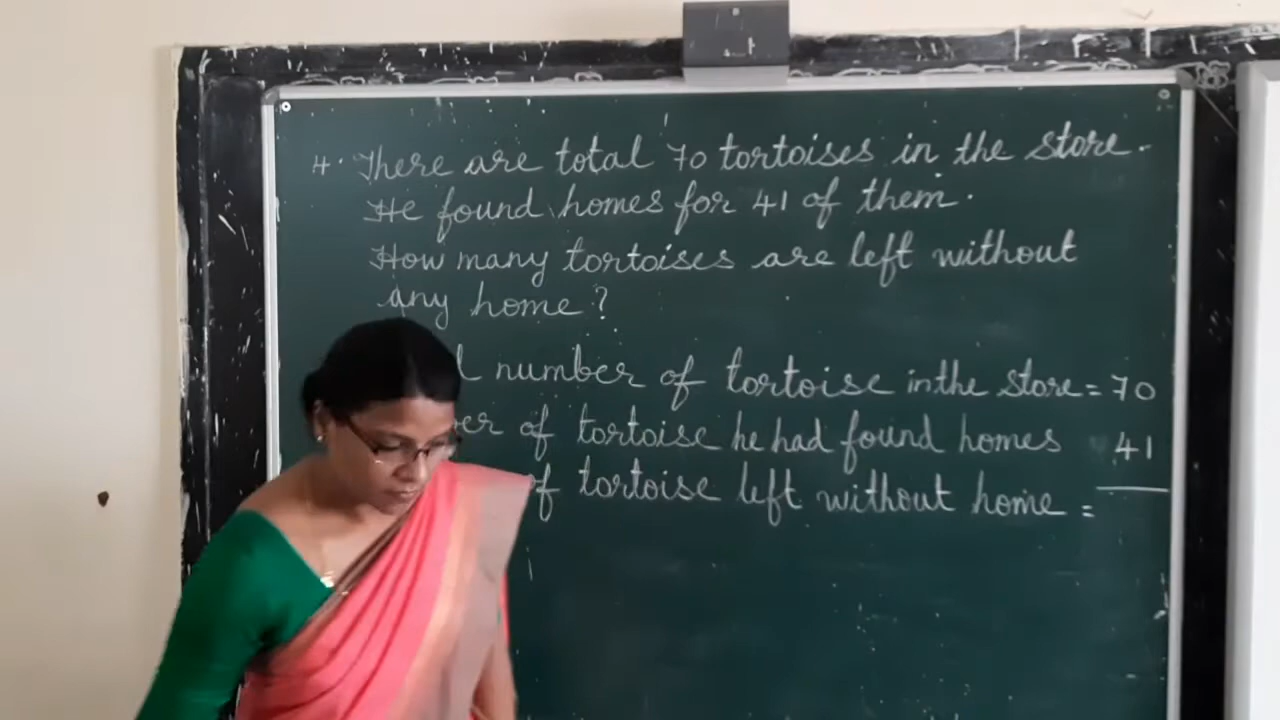 4. There are total 70 tortoises in the store.
He found homes for 41 of them.
How many tortoises are left without
any home?
number of tortoise in the store = 70
of tortoise he had found homes 41
of tortoise left without home =